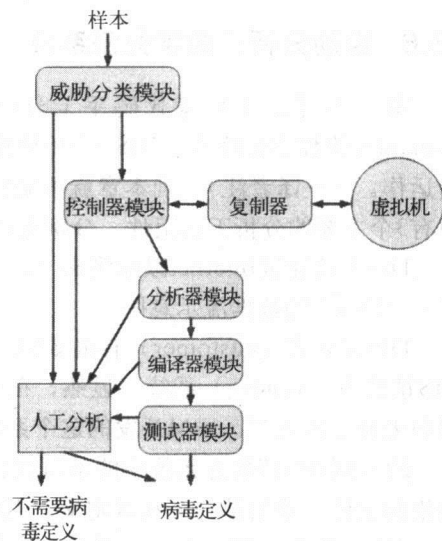 样本
威胁分类模块
控制器模块
复制器
虚拟机
分析器模块
编译器模块
人工分析
测试器模块
不需要病
毒定义
病毒定义